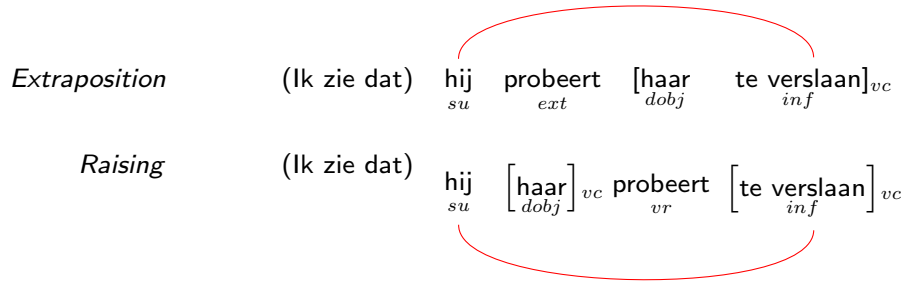 Extraposition (Ik zie dat) hij probeert [haar te verslaan]vc
su ext dobj inf
Raising (Ik zie dat) hij [haar]vc probeert [te verslaan]vc
su dobj vr inf